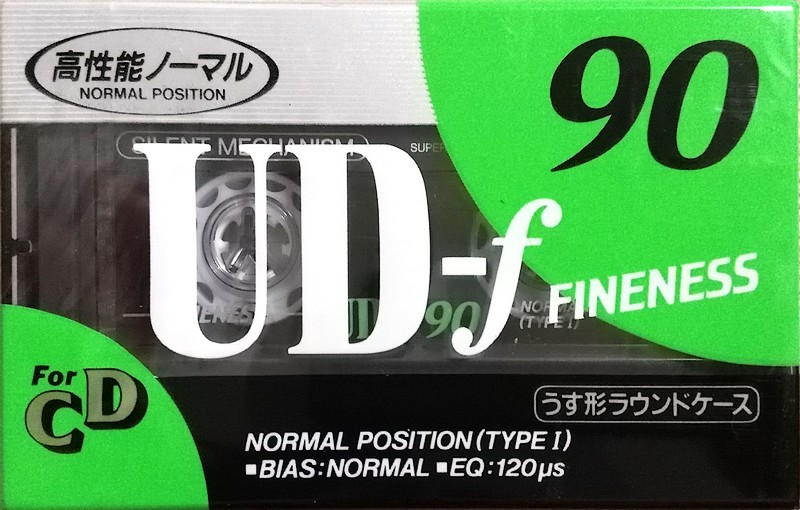 高性能ノーマル
NORMAL POSITION
90
SILENT MECHANISM
SUPER
UD-f FINENESS
90
(TYPE I)
For
CD
うす形ラウンドケース
NORMAL POSITION (TYPE I)
■BIAS:NORMAL ■EQ:120μs